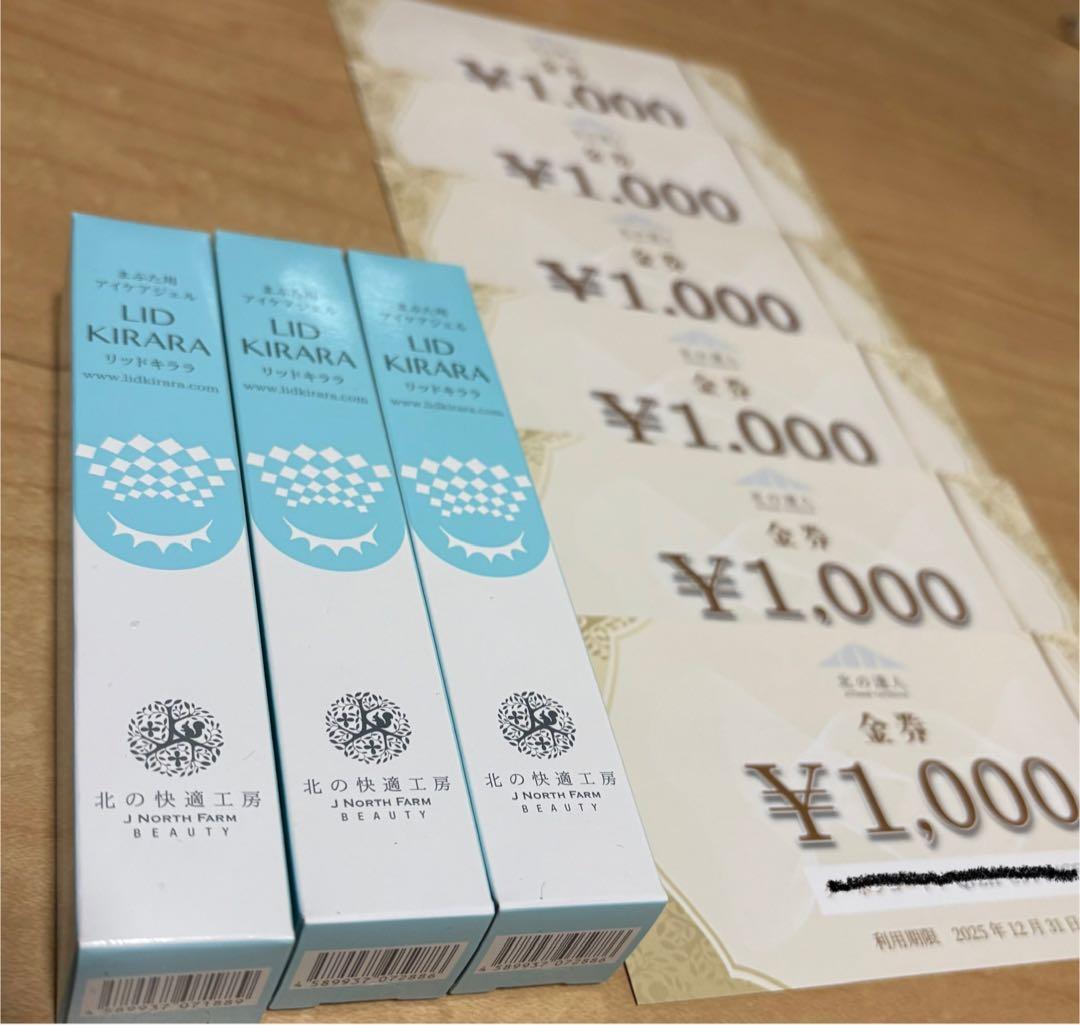 まぶた用
アイケアジェル
LID
KIRARA
リッドキララ
www.lidkirara.com
北の快適工房
J NORTH FARM
BEAUTY
まぶた用
アイケアジェル
LID
KIRARA
リッドキララ
www.lidkirara.com
北の快適工房
J NORTH FARM
BEAUTY
まぶた用
アイケアジェル
LID
KIRARA
リッドキララ
www.lidkirara.com
北の快適工房
J NORTH FARM
BEAUTY
¥1,000
金券
¥1,000
金券
¥1,000
北の達人
金券
¥1,000
北の達人
金券
¥1,000
北の達人
金券
¥1,000
利用期限 2025年12月31日